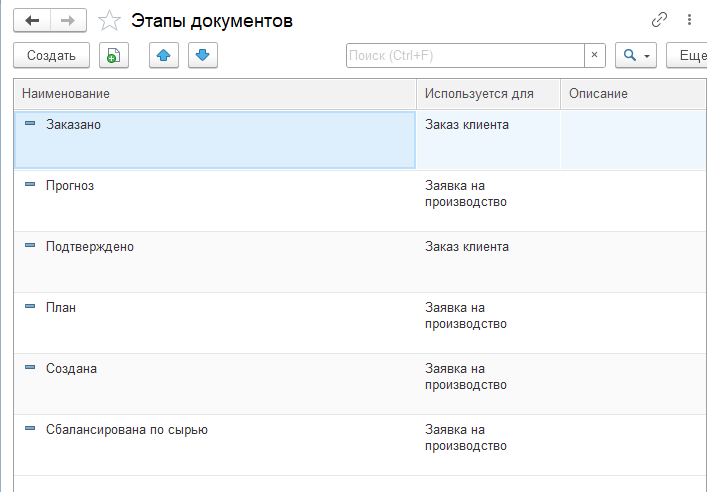 Этапы документов
Создать
Поиск (Ctrl+F)
×
Еще
Наименование Используется для Описание
Заказано Заказ клиента
Прогноз Заявка на
производство
Подтверждено Заказ клиента
План Заявка на
производство
Создана Заявка на
производство
Сбалансирована по сырью Заявка на
производство